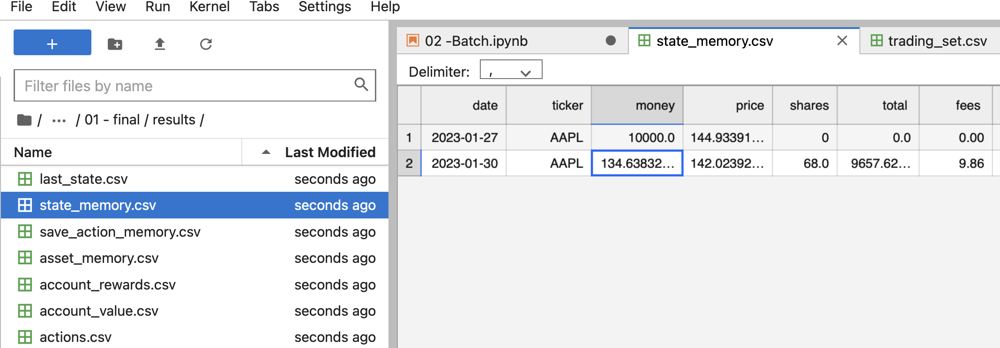 File Edit View Run Kernel Tabs Settings Help
+
Filter files by name
/ ... / 01 - final / results /
Name Last Modified
last_state.csv seconds ago
state_memory.csv seconds ago
save_action_memory.csv seconds ago
asset_memory.csv seconds ago
account_rewards.csv seconds ago
account_value.csv seconds ago
actions.csv seconds ago
02 -Batch.ipynb state_memory.csv trading_set.csv
Delimiter: ,
date ticker money price shares total fees
1 2023-01-27 AAPL 10000.0 144.93391... 0 0.0 0.00
2 2023-01-30 AAPL 134.63832... 142.02392... 68.0 9657.62... 9.86